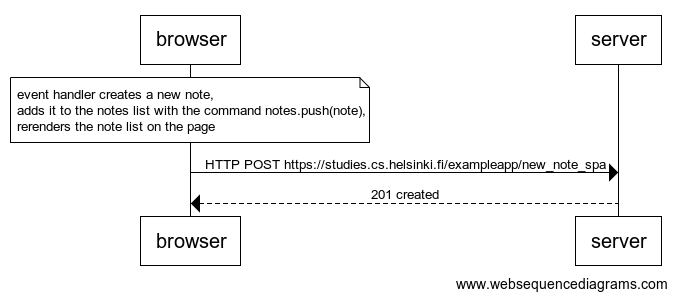 browser
server
event handler creates a new note,
adds it to the notes list with the command notes.push(note),
rerenders the note list on the page
HTTP POST https://studies.cs.helsinki.fi/exampleapp/new_note_spa
201 created
browser
server
www.websequencediagrams.com